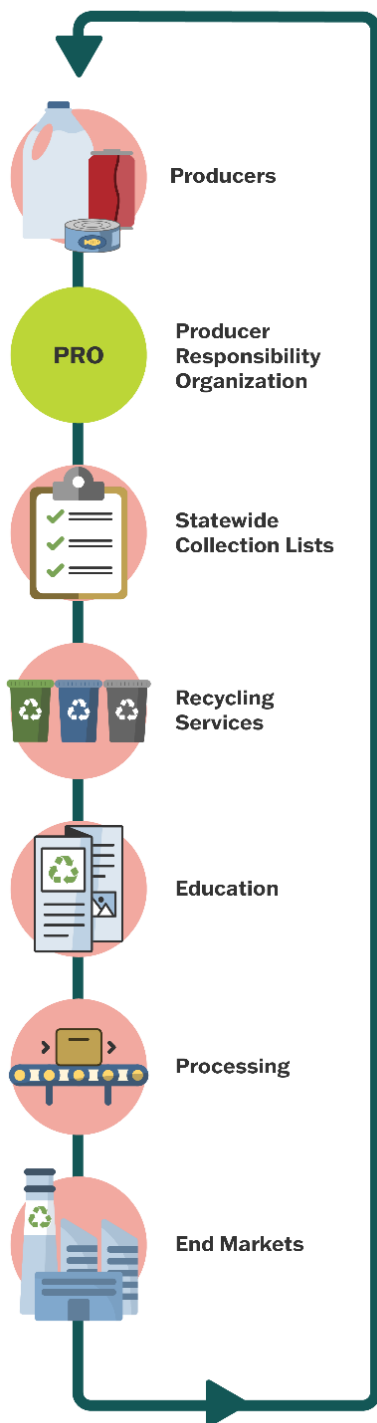 Producers
PRO
Producer
Responsibility
Organization
Statewide
Collection Lists
Recycling
Services
Education
Processing
End Markets